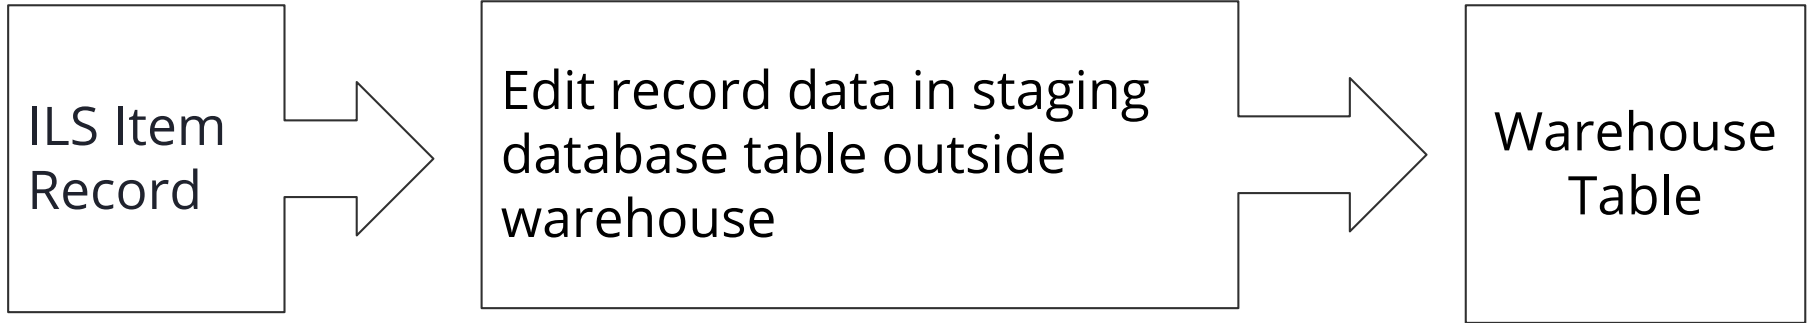 ILS Item
Record
Edit record data in staging
database table outside
warehouse
Warehouse
Table